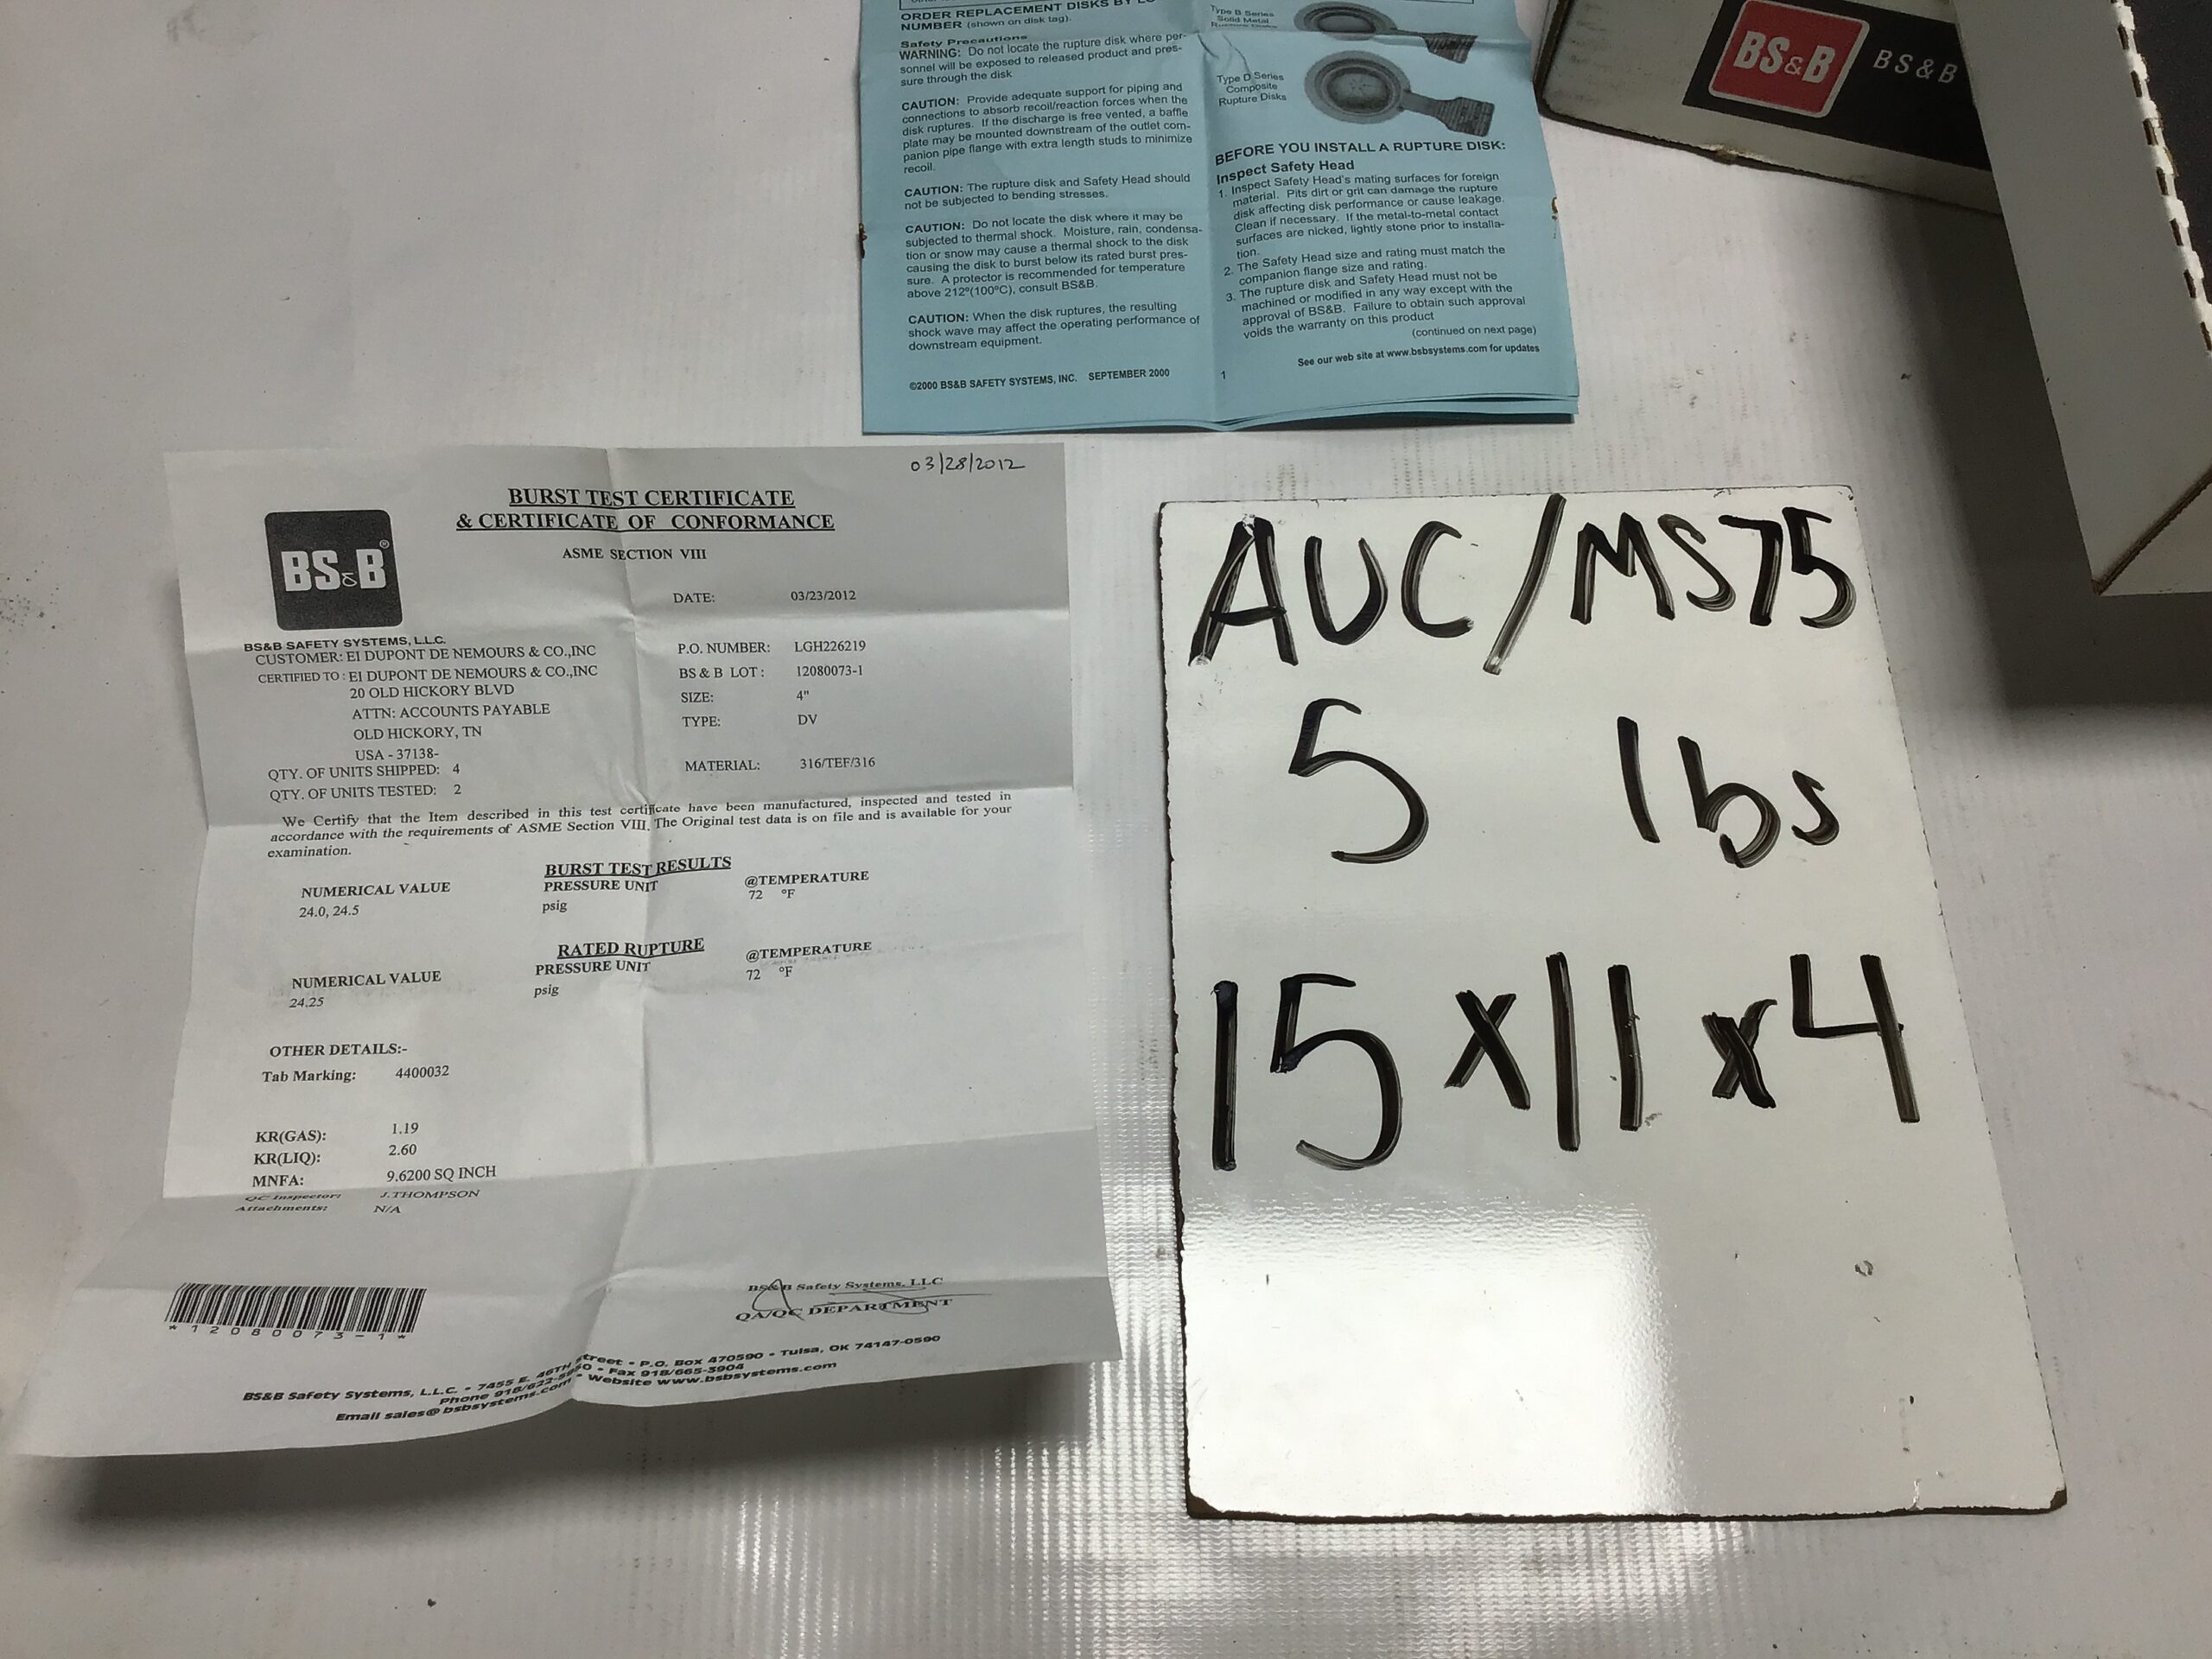 ORDER REPLACEMENT DISKS BY
NUMBER (shown on disk tag).
Safety Precautions
WARNING: Do not locate the rupture disk where per-
sonnel will be exposed to released product and pres-
sure through the disk
CAUTION: Provide adequate support for piping and
connections to absorb recoil/reaction forces when the
disk ruptures. If the discharge is free vented, a baffle
plate may be mounted downstream of the outlet com-
panion pipe flange with extra length studs to minimize
recoil.
CAUTION: The rupture disk and Safety Head should
not be subjected to bending stresses.
CAUTION: Do not locate the disk where it may be
subjected to thermal shock. Moisture, rain, condensa-
tion or snow may cause a thermal shock to the disk
causing the disk to burst below its rated burst pres-
sure. A protector is recommended for temperature
above 212º(100ºC), consult BS&B.
CAUTION: When the disk ruptures, the resulting
shock wave may affect the operating performance of
downstream equipment.
©2000 BS&B SAFETY SYSTEMS, INC. SEPTEMBER 2000
1
Type B Series
Solid Metal
Rupture Disks
Type D Series
Composite
Rupture Disks
BEFORE YOU INSTALL A RUPTURE DISK:
Inspect Safety Head
1. Inspect Safety Head's mating surfaces for foreign
material. Pits dirt or grit can damage the rupture
disk affecting disk performance or cause leakage.
Clean if necessary. If the metal-to-metal contact
surfaces are nicked, lightly stone prior to installa-
tion.
2. The Safety Head size and rating must match the
companion flange size and rating.
3. The rupture disk and Safety Head must not be
machined or modified in any way except with the
approval of BS&B. Failure to obtain such approval
voids the warranty on this product
(continued on next page)
See our web site at www.bsbsystems.com for updates
BS&B
BS&B
03/28/2012
BURST TEST CERTIFICATE
& CERTIFICATE OF CONFORMANCE
ASME SECTION VIII
BS&B®
BS&B SAFETY SYSTEMS, L.L.C.
CUSTOMER: EI DUPONT DE NEMOURS & CO.,INC
CERTIFIED TO : EI DUPONT DE NEMOURS & CO.,INC
20 OLD HICKORY BLVD
ATTN: ACCOUNTS PAYABLE
OLD HICKORY, TN
USA - 37138-
QTY. OF UNITS SHIPPED: 4
QTY. OF UNITS TESTED: 2
DATE: 03/23/2012
P.O. NUMBER: LGH226219
BS & B LOT : 12080073-1
SIZE: 4"
TYPE: DV
MATERIAL: 316/TEF/316
We Certify that the Item described in this test certificate have been manufactured, inspected and tested in
accordance with the requirements of ASME Section VIII. The Original test data is on file and is available for your
examination.
BURST TEST RESULTS
NUMERICAL VALUE PRESSURE UNIT @TEMPERATURE
24.0, 24.5 psig 72 ºF
RATED RUPTURE
NUMERICAL VALUE PRESSURE UNIT @TEMPERATURE
24.25 psig 72 ºF
OTHER DETAILS:-
Tab Marking: 4400032
KR(GAS): 1.19
KR(LIQ): 2.60
MNFA: 9.6200 SQ INCH
QC Inspector: J.THOMPSON
Attachments: N/A
*12080073-1*
BS&B Safety Systems, LLC
QA/QC DEPARTMENT
BS&B Safety Systems, L.L.C. • 7455 E. 46TH Street • P.O. Box 470590 • Tulsa, OK 74147-0590
Phone • Fax 918/665-3904
Email sales@bsbsystems.com • Website www.bsbsystems.com
AUC/MS75
5 lbs
15 x 11 x 4